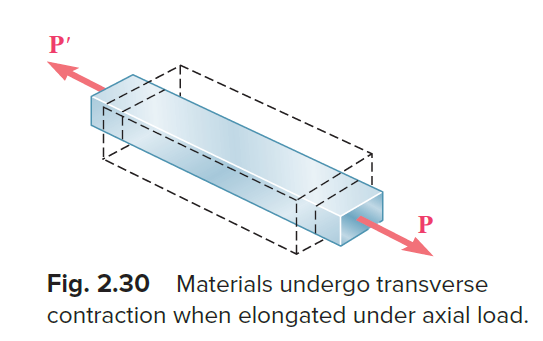 P′
P
Fig. 2.30 Materials undergo transverse
contraction when elongated under axial load.